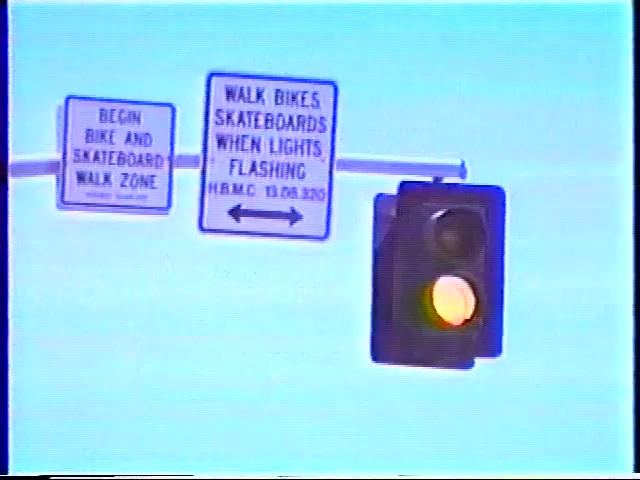 BEGIN
BIKE AND
SKATEBOARD
WALK ZONE
WALK BIKES
SKATEBOARDS
WHEN LIGHTS
FLASHING
H.B.M.C. 13.08.320